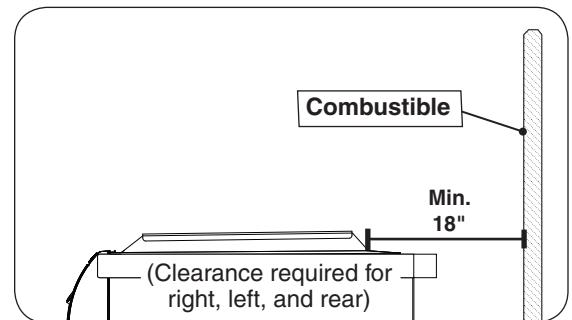 Combustible
Min.
18"
(Clearance required for
right, left, and rear)